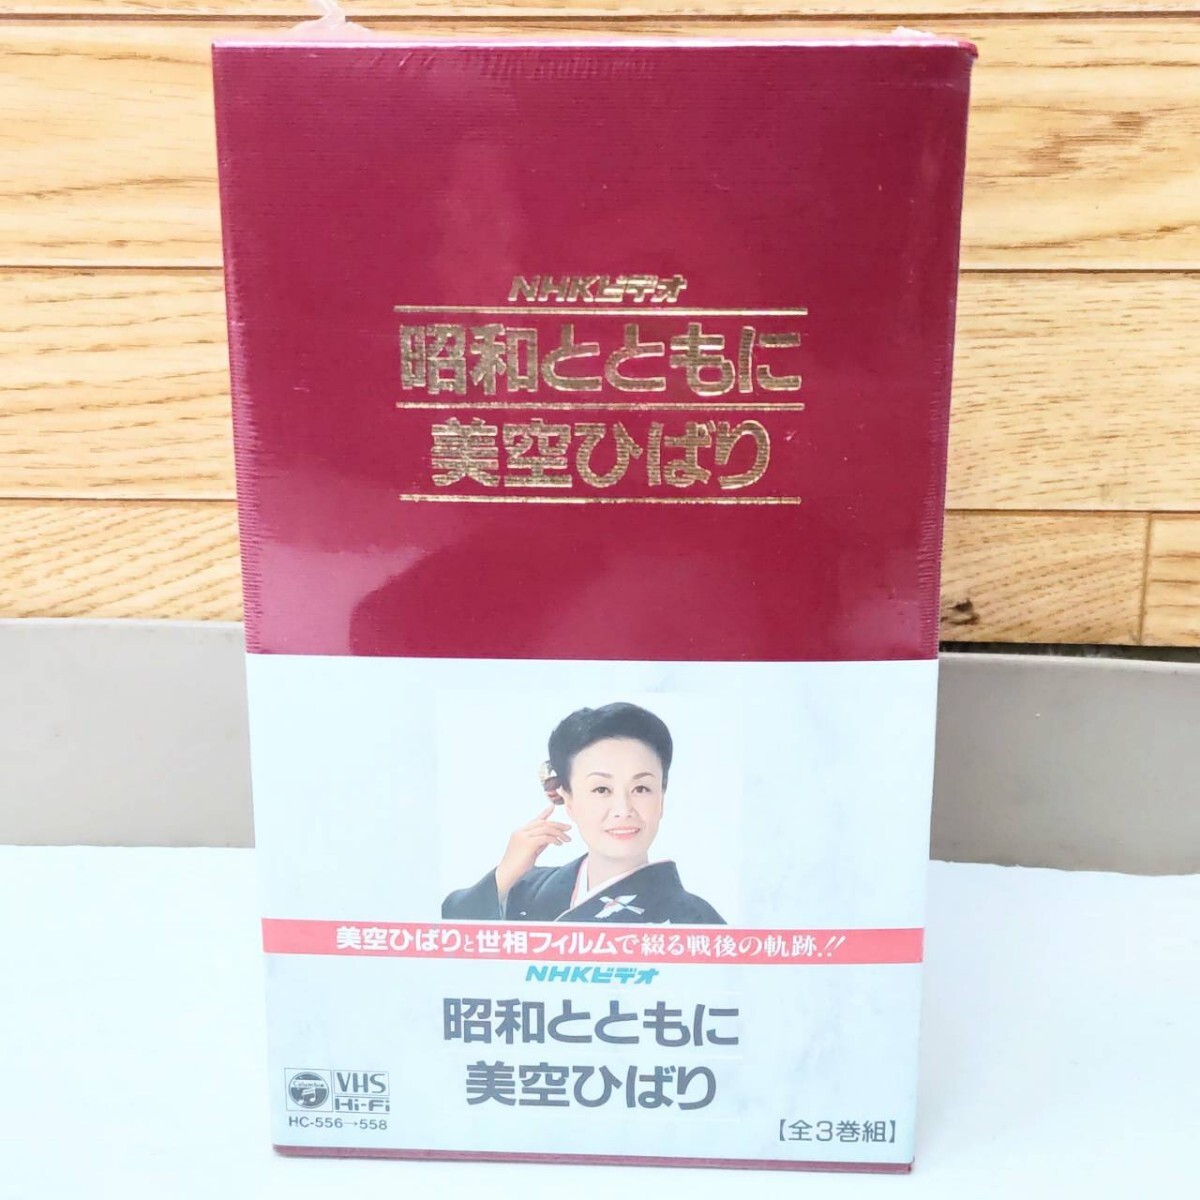 NHKビデオ
昭和とともに
美空ひばり
美空ひばりと世相フィルムで綴る戦後の軌跡.!!
NHKビデオ
昭和とともに
美空ひばり
Columbia
VHS
Hi-Fi
HC-556→558
【全3巻組】